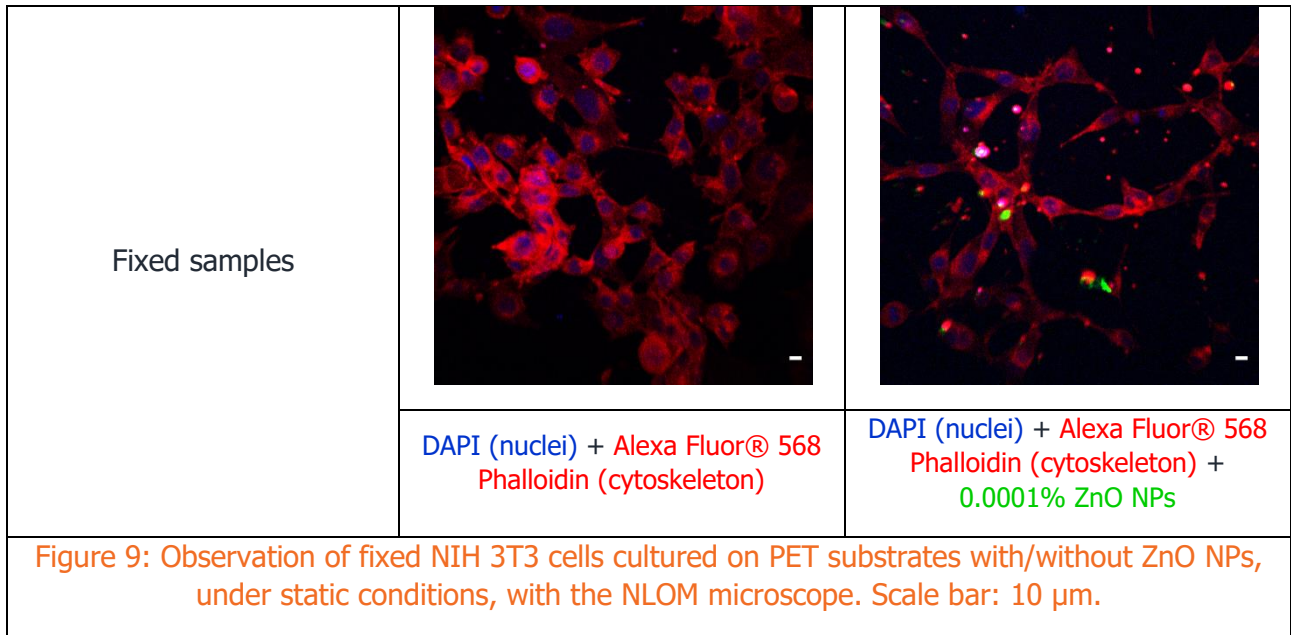 Fixed samples
DAPI (nuclei) + Alexa Fluor® 568
Phalloidin (cytoskeleton)
DAPI (nuclei) + Alexa Fluor® 568
Phalloidin (cytoskeleton) +
0.0001% ZnO NPs
Figure 9: Observation of fixed NIH 3T3 cells cultured on PET substrates with/without ZnO NPs,
under static conditions, with the NLOM microscope. Scale bar: 10 µm.